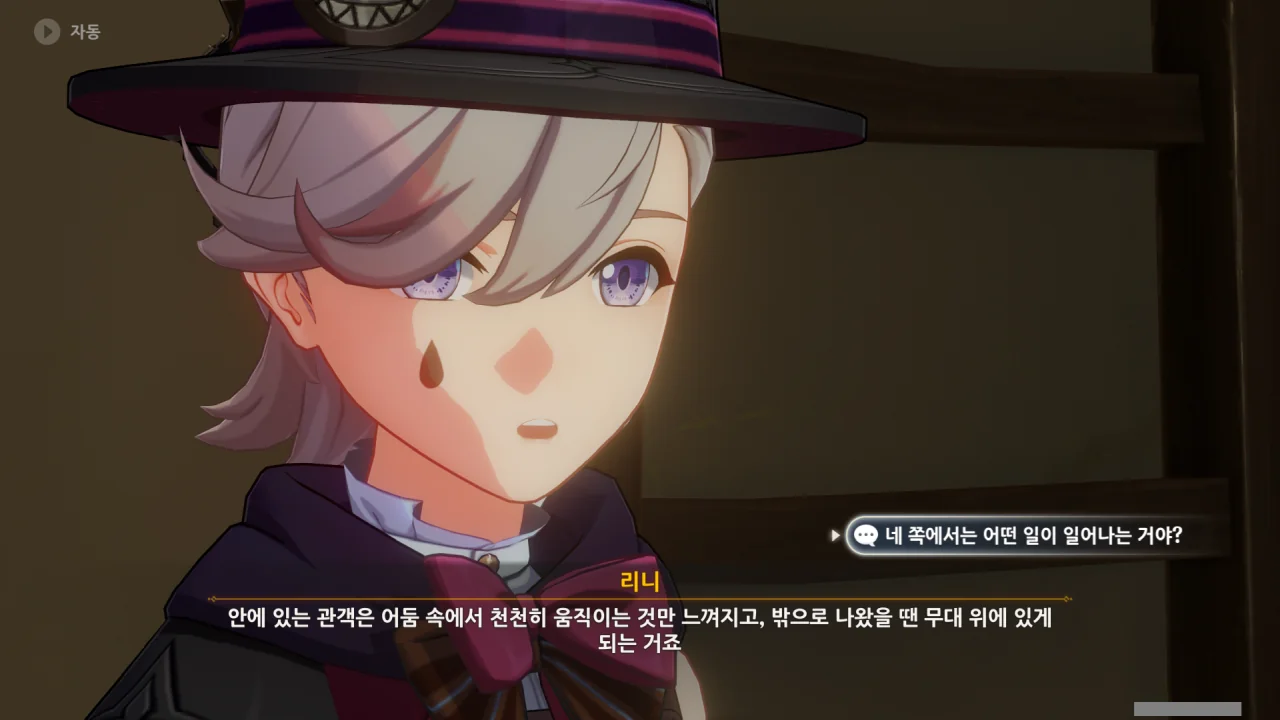 자동
네 쪽에서는 어떤 일이 일어나는 거야?
리니
안에 있는 관객은 어둠 속에서 천천히 움직이는 것만 느껴지고, 밖으로 나왔을 땐 무대 위에 있게
되는 거죠